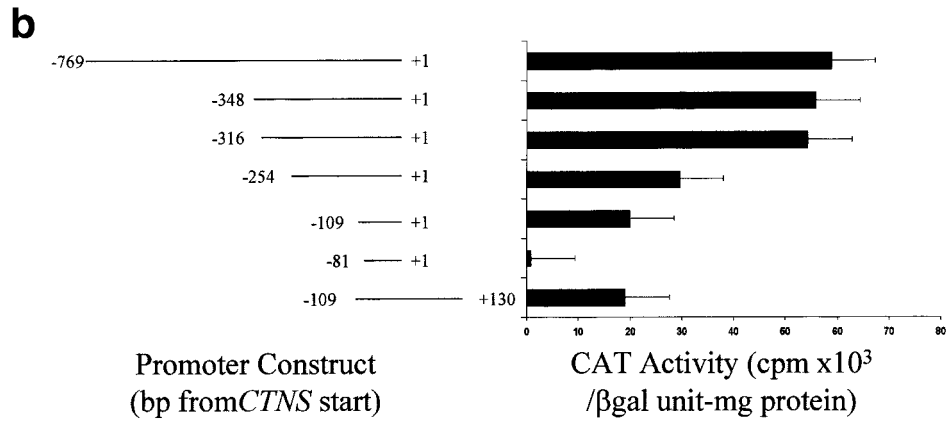 b
-769 +1
-348 +1
-316 +1
-254 +1
-109 +1
-81 +1
-109 +130
0 10 20 30 40 50 60 70 80
Promoter Construct
(bp fromCTNS start)
CAT Activity (cpm x10³
/βgal unit-mg protein)